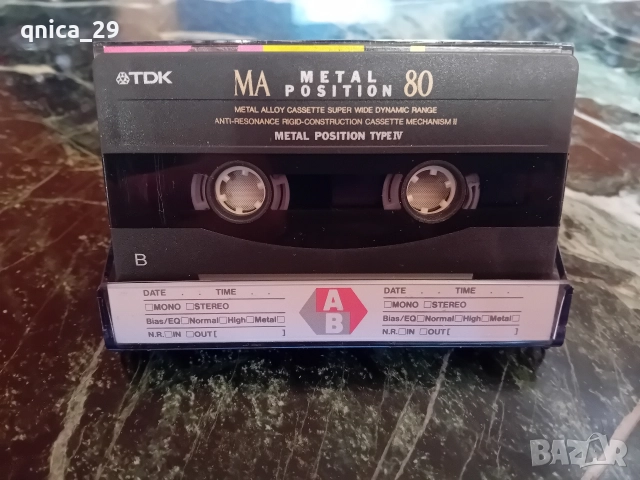 qnica_29
TDK
MA METAL POSITION 80
METAL ALLOY CASSETTE SUPER WIDE DYNAMIC RANGE
ANTI-RESONANCE RIGID-CONSTRUCTION CASSETTE MECHANISM II
METAL POSITION TYPE IV
B
DATE . . TIME . .
□MONO □STEREO
Bias/EQ□Normal□High□Metal□
N.R.□IN □OUT[ ]
A
B
DATE . . TIME . .
□MONO □STEREO
Bias/EQ□Normal□High□Metal□
N.R.□IN □OUT[ ]
BAZAR